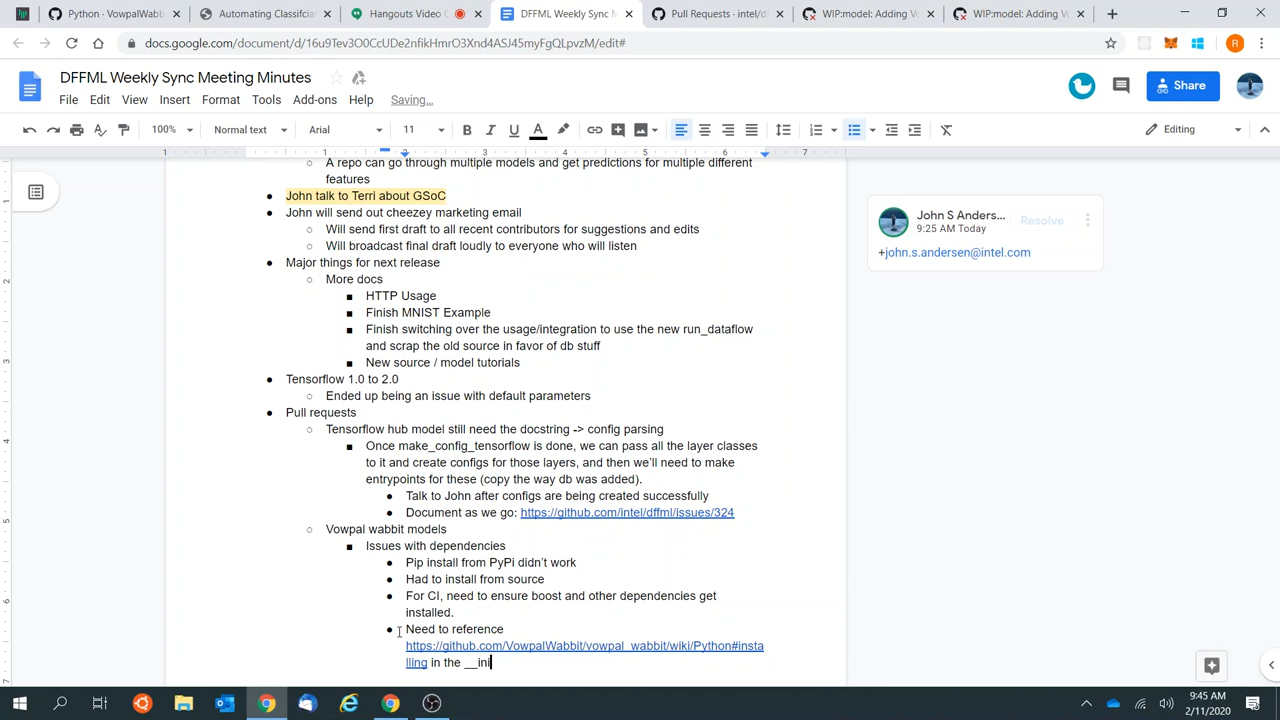 Python - VowpalWabb
Automating Classifciat
Hangouts Video C
DFFML Weekly Sync M
Pull Requests - intel/d
WIP:model: Adding Vo
WIP:model: Adding Vo
docs.google.com/document/d/16u9Tev3O0CcUDe2nfikHmrO3Xnd4ASJ45myFgQLpvzM/edit#
R
DFFML Weekly Sync Meeting Minutes
File Edit View Insert Format Tools Add-ons Help Saving...
Share
100% Normal text Arial 11 B I U A Editing
1 1 2 3 4 5 6 7
A repo can go through multiple models and get predictions for multiple different
features
John talk to Terri about GSoC
John will send out cheezey marketing email
Will send first draft to all recent contributors for suggestions and edits
Will broadcast final draft loudly to everyone who will listen
Major things for next release
More docs
HTTP Usage
Finish MNIST Example
Finish switching over the usage/integration to use the new run_dataflow
and scrap the old source in favor of db stuff
New source / model tutorials
Tensorflow 1.0 to 2.0
Ended up being an issue with default parameters
Pull requests
Tensorflow hub model still need the docstring -> config parsing
Once make_config_tensorflow is done, we can pass all the layer classes
to it and create configs for those layers, and then we'll need to make
entrypoints for these (copy the way db was added).
Talk to John after configs are being created successfully
Document as we go: https://github.com/intel/dffml/issues/324
Vowpal wabbit models
Issues with dependencies
Pip install from PyPi didn't work
Had to install from source
For CI, need to ensure boost and other dependencies get
installed.
Need to reference
https://github.com/VowpalWabbit/vowpal_wabbit/wiki/Python#insta
lling in the __ini
John S Anders...
Resolve
9:25 AM Today
+john.s.andersen@intel.com
9:45 AM
2/11/2020